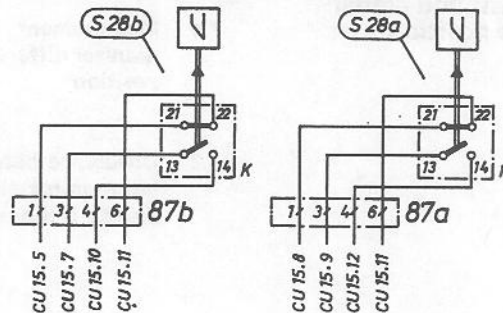 V
S 28b
21 22
13 14
K
1 3 4 6 87b
CU 15.5
CU 15.7
CU 15.10
CU 15.11
V
S 28a
21 22
13 14
K
1 3 4 6 87a
CU 15.8
CU 15.9
CU 15.12
CU 15.11